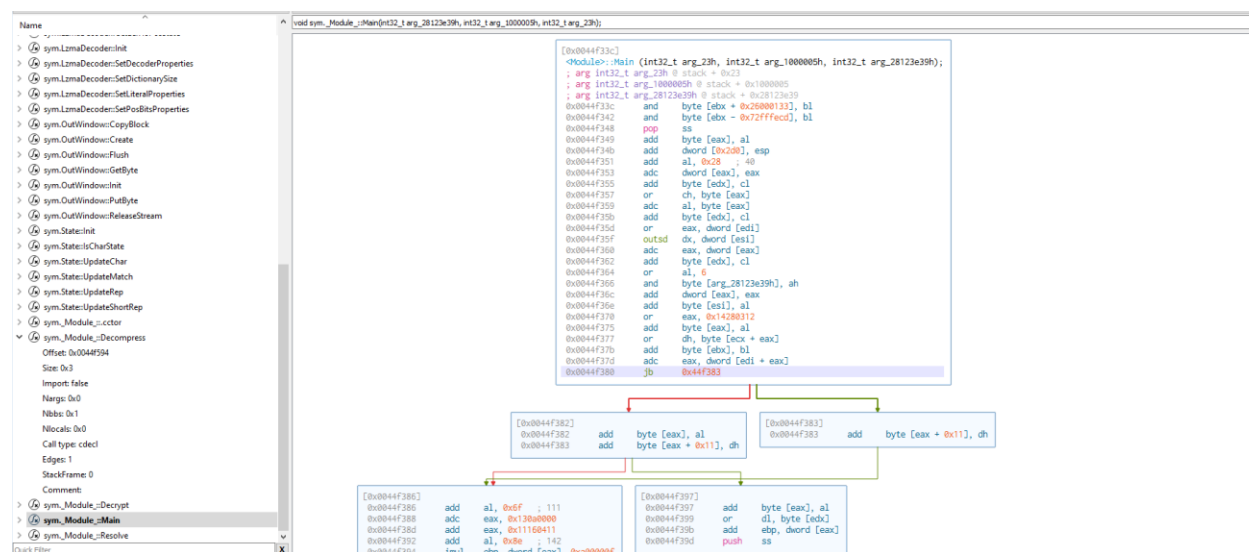 Name
sym.LzmaDecoder::Init
sym.LzmaDecoder::SetDecoderProperties
sym.LzmaDecoder::SetDictionarySize
sym.LzmaDecoder::SetLiteralProperties
sym.LzmaDecoder::SetPosBitsProperties
sym.OutWindow::CopyBlock
sym.OutWindow::Create
sym.OutWindow::Flush
sym.OutWindow::GetByte
sym.OutWindow::Init
sym.OutWindow::PutByte
sym.OutWindow::ReleaseStream
sym.State::Init
sym.State::IsCharState
sym.State::UpdateChar
sym.State::UpdateMatch
sym.State::UpdateRep
sym.State::UpdateShortRep
sym._Module_::.cctor
sym._Module_::Decompress
Offset: 0x0044f594
Size: 0x3
Import: false
Nargs: 0x0
Nbbs: 0x1
Nlocals: 0x0
Call type: cdecl
Edges: 1
StackFrame: 0
Comment:
sym._Module_::Decrypt
sym._Module_::Main
sym._Module_::Resolve
Quick Filter
X
void sym._Module_::Main(int32_t arg_28123e39h, int32_t arg_1000005h, int32_t arg_23h);
[0x0044f33c]
<Module>::Main (int32_t arg_23h, int32_t arg_1000005h, int32_t arg_28123e39h);
; arg int32_t arg_23h @ stack + 0x23
; arg int32_t arg_1000005h @ stack + 0x1000005
; arg int32_t arg_28123e39h @ stack + 0x28123e39
0x0044f33c and byte [ebx + 0x26000133], bl
0x0044f342 and byte [ebx - 0x72fffecd], bl
0x0044f348 pop ss
0x0044f349 add byte [eax], al
0x0044f34b add dword [0x2d0], esp
0x0044f351 add al, 0x28 ; 40
0x0044f353 adc dword [eax], eax
0x0044f355 add byte [edx], cl
0x0044f357 or ch, byte [eax]
0x0044f359 adc al, byte [eax]
0x0044f35b add byte [edx], cl
0x0044f35d or eax, dword [edi]
0x0044f35f outsd dx, dword [esi]
0x0044f360 adc eax, dword [eax]
0x0044f362 add byte [edx], cl
0x0044f364 or al, 6
0x0044f366 and byte [arg_28123e39h], ah
0x0044f36c add dword [eax], eax
0x0044f36e add byte [esi], al
0x0044f370 or eax, 0x14280312
0x0044f375 add byte [eax], al
0x0044f377 or dh, byte [ecx + eax]
0x0044f37b add byte [ebx], bl
0x0044f37d adc eax, dword [edi + eax]
0x0044f380 jb 0x44f383
[0x0044f382]
0x0044f382 add byte [eax], al
0x0044f383 add byte [eax + 0x11], dh
[0x0044f383]
0x0044f383 add byte [eax + 0x11], dh
[0x0044f386]
0x0044f386 add al, 0x6f ; 111
0x0044f388 adc eax, 0x130a0000
0x0044f38d add eax, 0x11160411
0x0044f392 add al, 0x8e ; 142
[0x0044f397]
0x0044f397 add byte [eax], al
0x0044f399 or dl, byte [edx]
0x0044f39b add ebp, dword [eax]
0x0044f39d push ss